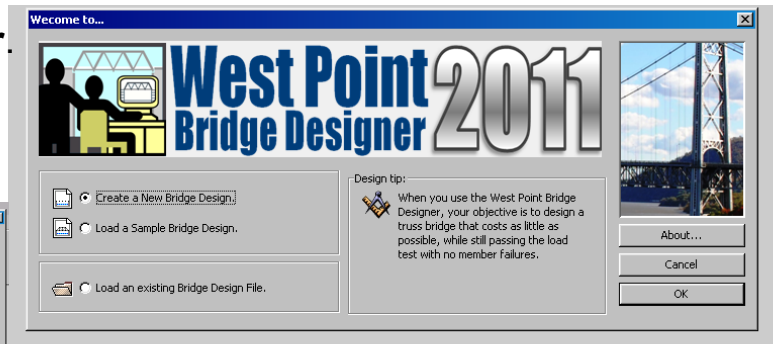 Wecome to...
West Point
Bridge Designer
2011
Create a New Bridge Design.
Load a Sample Bridge Design.
Load an existing Bridge Design File.
Design tip:
When you use the West Point Bridge
Designer, your objective is to design a
truss bridge that costs as little as
possible, while still passing the load
test with no member failures.
About...
Cancel
OK